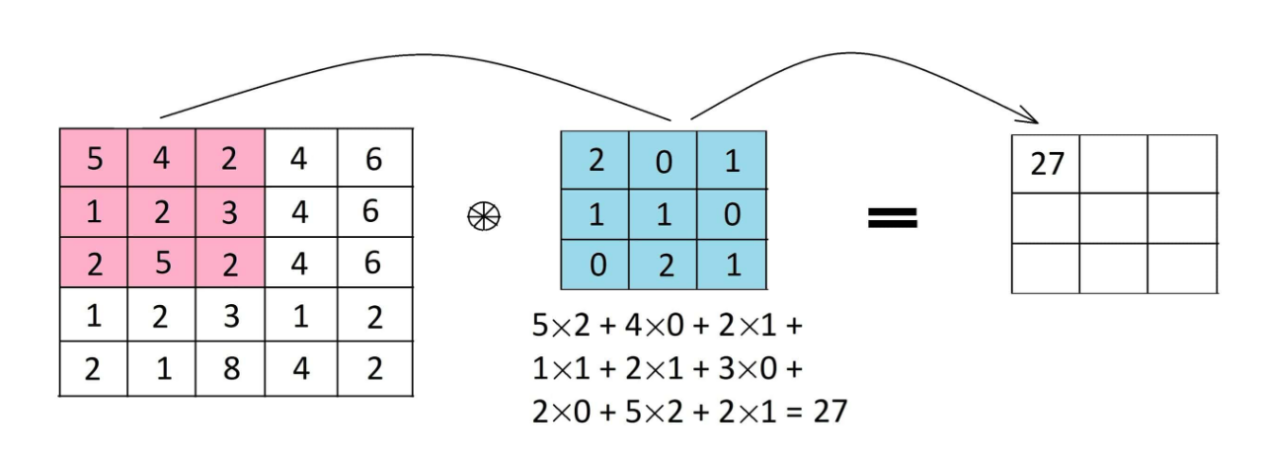 5 4 2 4 6
1 2 3 4 6
2 5 2 4 6
1 2 3 1 2
2 1 8 4 2
⊛
2 0 1
1 1 0
0 2 1
=
27
5×2 + 4×0 + 2×1 +
1×1 + 2×1 + 3×0 +
2×0 + 5×2 + 2×1 = 27